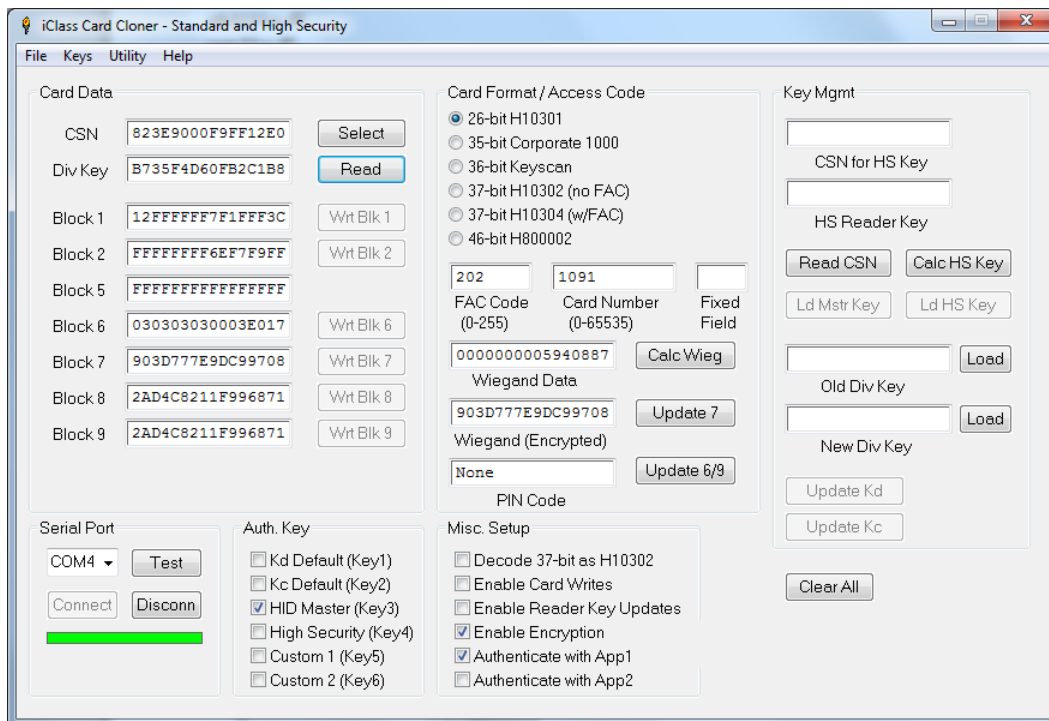 iClass Card Cloner - Standard and High Security
File Keys Utility Help
Card Data
CSN 823E9000F9FF12E0 Select
Div Key B735F4D60FB2C1B8 Read
Block 1 12FFFFFF7F1FFF3C Wrt Blk 1
Block 2 FFFFFFFF6EF7F9FF Wrt Blk 2
Block 5 FFFFFFFFFFFFFFFF
Block 6 030303030003E017 Wrt Blk 6
Block 7 903D777E9DC99708 Wrt Blk 7
Block 8 2AD4C8211F996871 Wrt Blk 8
Block 9 2AD4C8211F996871 Wrt Blk 9
Card Format / Access Code
26-bit H10301
35-bit Corporate 1000
36-bit Keyscan
37-bit H10302 (no FAC)
37-bit H10304 (w/FAC)
46-bit H800002
202 1091
FAC Code Card Number Fixed
(0-255) (0-65535) Field
0000000005940887 Calc Wieg
Wiegand Data
903D777E9DC99708 Update 7
Wiegand (Encrypted)
None Update 6/9
PIN Code
Key Mgmt
CSN for HS Key
HS Reader Key
Read CSN Calc HS Key
Ld Mstr Key Ld HS Key
Load
Old Div Key
Load
New Div Key
Update Kd
Update Kc
Clear All
Serial Port
COM4 Test
Connect Disconn
Auth. Key
Kd Default (Key1)
Kc Default (Key2)
HID Master (Key3)
High Security (Key4)
Custom 1 (Key5)
Custom 2 (Key6)
Misc. Setup
Decode 37-bit as H10302
Enable Card Writes
Enable Reader Key Updates
Enable Encryption
Authenticate with App1
Authenticate with App2